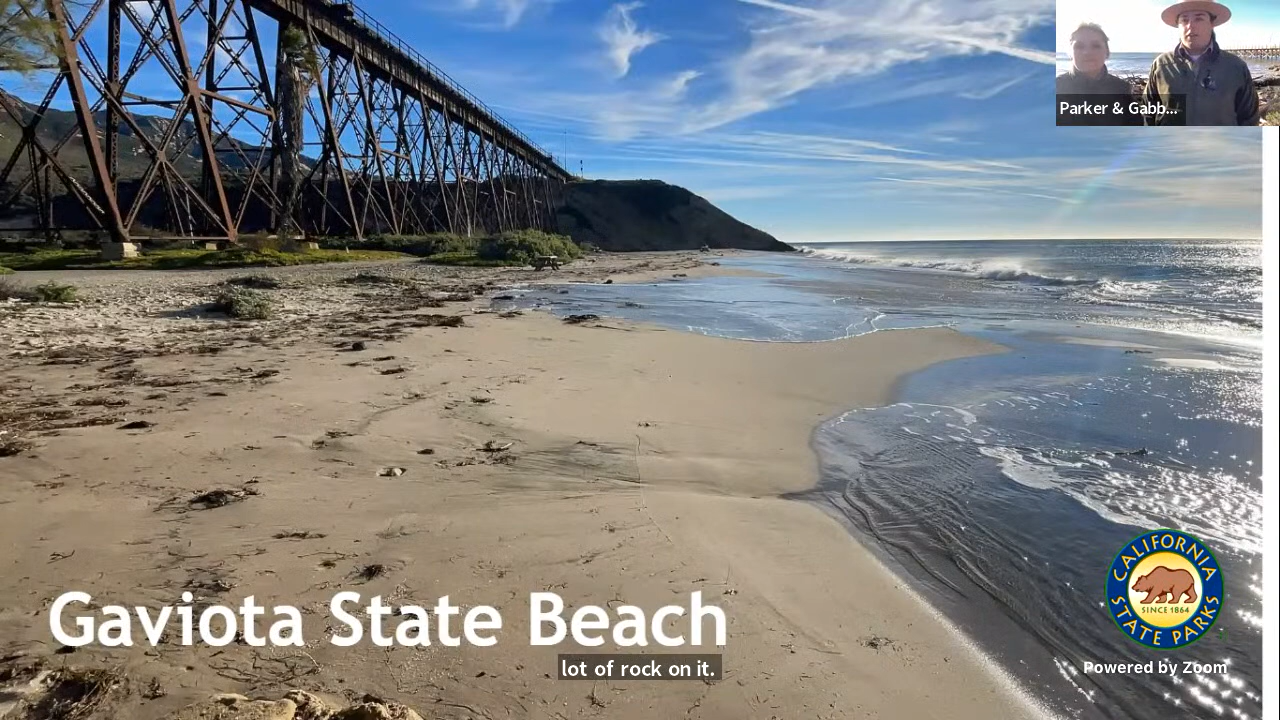 Parker & Gabb...
Gaviota State Beach
lot of rock on it.
CALIFORNIA
SINCE 1864
STATE PARKS
Powered by Zoom